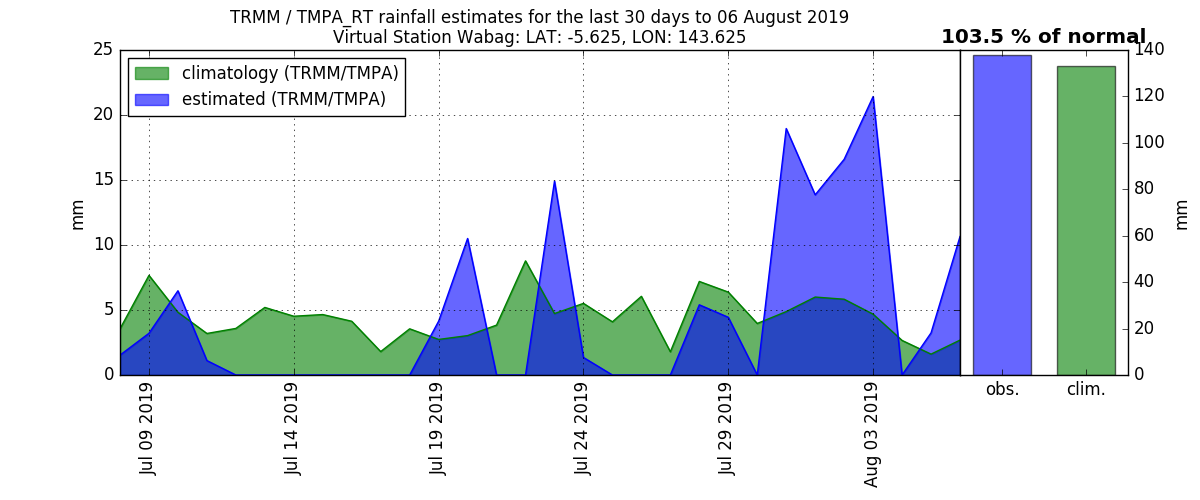 TRMM / TMPA_RT rainfall estimates for the last 30 days to 06 August 2019
Virtual Station Wabag: LAT: -5.625, LON: 143.625
103.5 % of normal
climatology (TRMM/TMPA)
estimated (TRMM/TMPA)
25
20
15
10
5
0
mm
Jul 09 2019
Jul 14 2019
Jul 19 2019
Jul 24 2019
Jul 29 2019
Aug 03 2019
140
120
100
80
60
40
20
0
mm
obs.
clim.